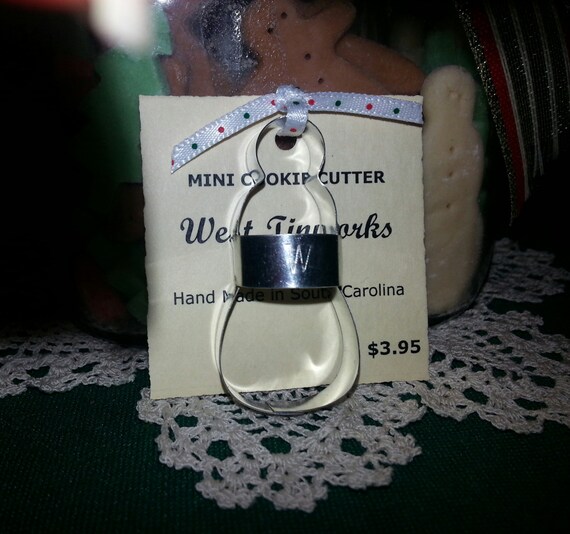 MINI COOKIE CUTTER
West Tinworks
W
Hand Made in South Carolina
$3.95